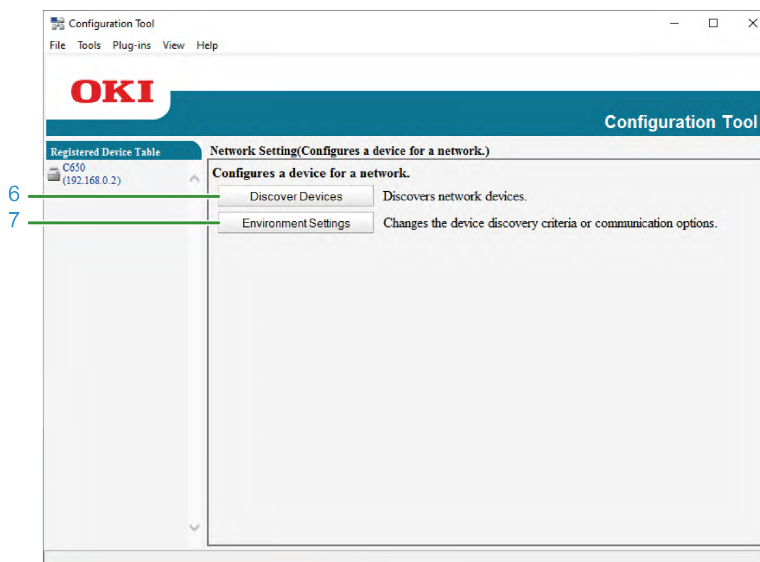 Configuration Tool
File Tools Plug-ins View Help
OKI
Configuration Tool
Registered Device Table
Network Setting(Configures a device for a network.)
C650
(192.168.0.2)
Configures a device for a network.
6
Discover Devices
Discovers network devices.
7
Environment Settings
Changes the device discovery criteria or communication options.